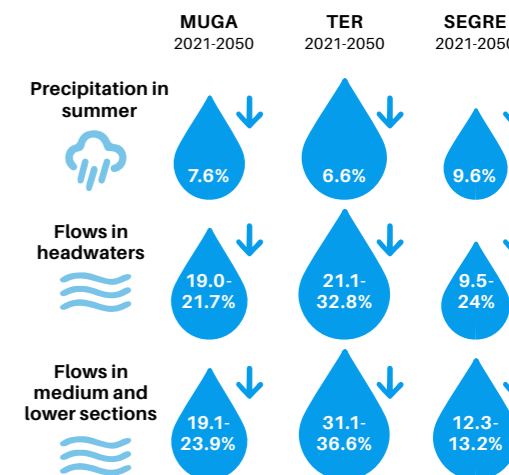 MUGA TER SEGRE
2021-2050 2021-2050 2021-2050
Precipitation in
summer
7.6% 6.6% 9.6%
Flows in
headwaters
19.0- 21.1- 9.5-
21.7% 32.8% 24%
Flows in
medium and
lower sections
19.1- 31.1- 12.3-
23.9% 36.6% 13.2%